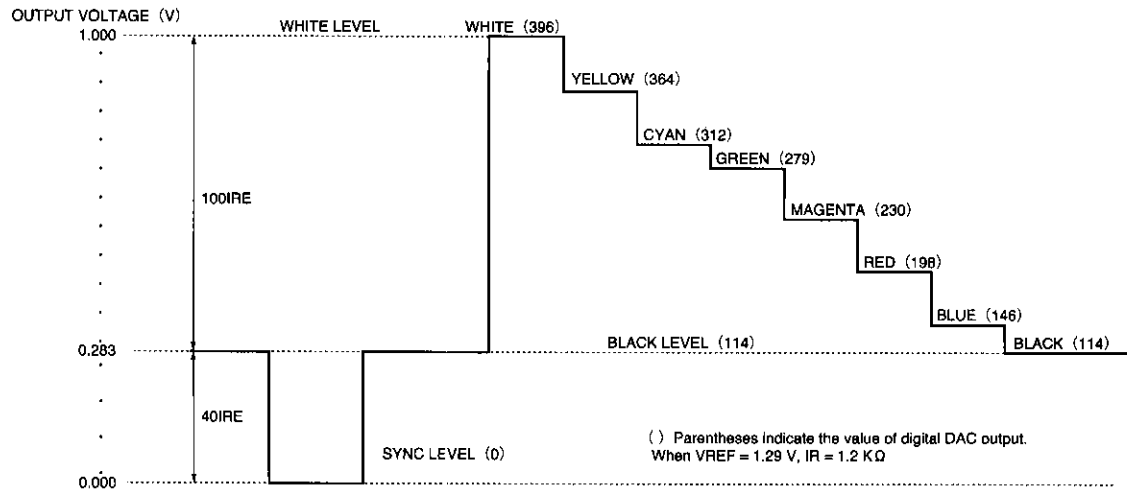 OUTPUT VOLTAGE (V)
1.000
WHITE LEVEL
WHITE (396)
YELLOW (364)
CYAN (312)
GREEN (279)
100IRE
MAGENTA (230)
RED (198)
BLUE (146)
0.283
BLACK LEVEL (114)
BLACK (114)
40IRE
SYNC LEVEL (0)
( ) Parentheses indicate the value of digital DAC output.
When VREF = 1.29 V, IR = 1.2 KΩ
0.000